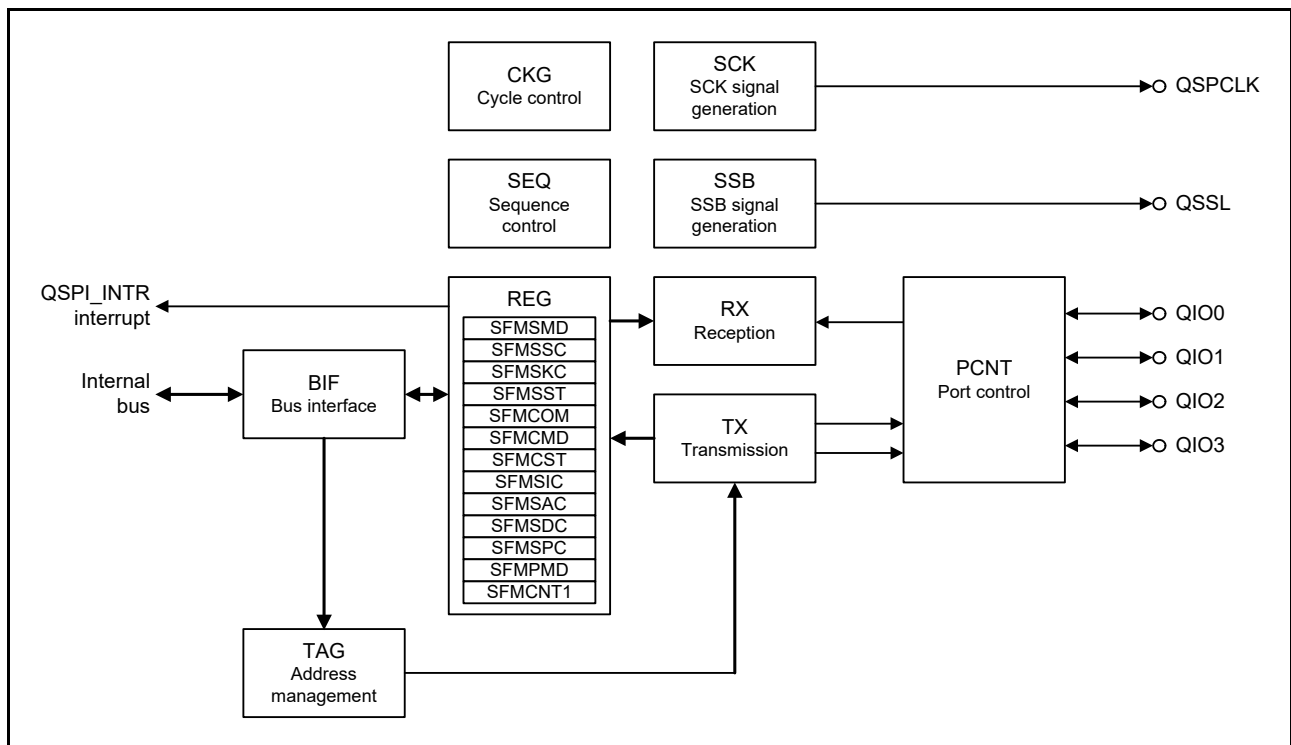 CKG
Cycle control
SCK
SCK signal
generation
QSPCLK
SEQ
Sequence
control
SSB
SSB signal
generation
QSSL
QSPI_INTR
interrupt
Internal
bus
BIF
Bus interface
REG
SFMSMD
SFMSSC
SFMSKC
SFMSST
SFMCOM
SFMCMD
SFMCST
SFMSIC
SFMSAC
SFMSDC
SFMSPC
SFMPMD
SFMCNT1
RX
Reception
TX
Transmission
PCNT
Port control
QIO0
QIO1
QIO2
QIO3
TAG
Address
management